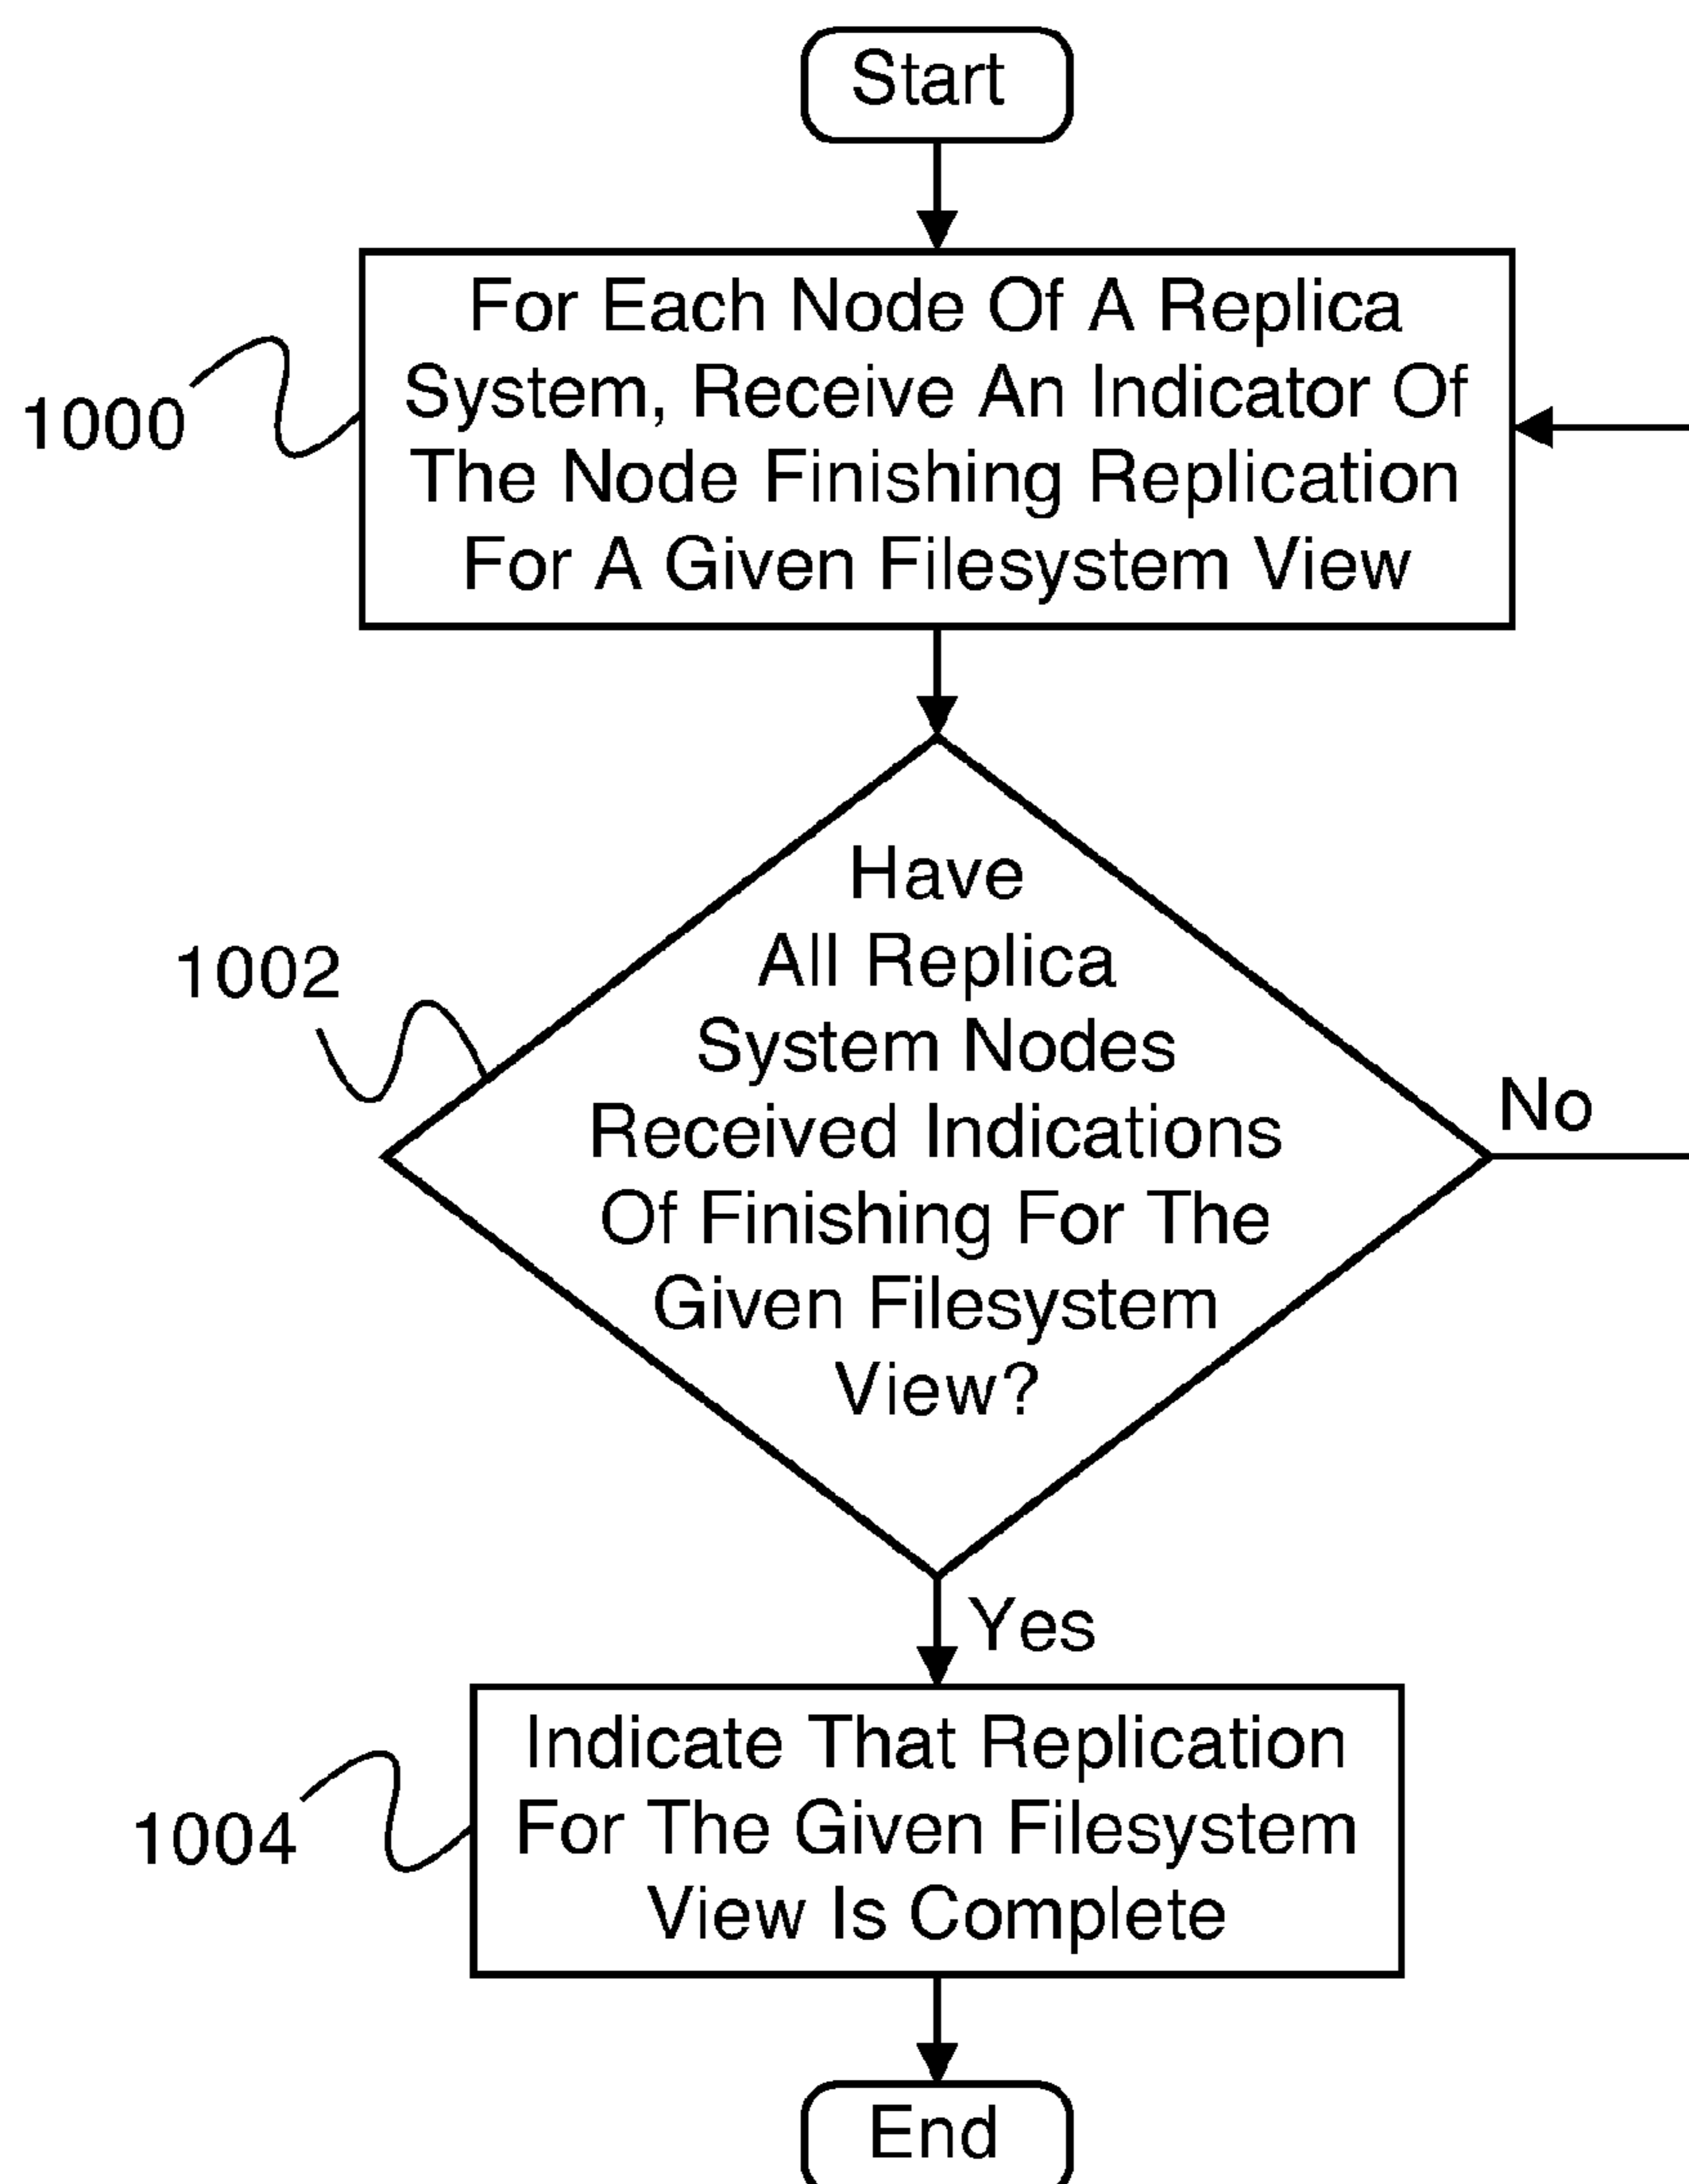 Start
For Each Node Of A Replica
System, Receive An Indicator Of
The Node Finishing Replication
For A Given Filesystem View
1000
Have
All Replica
System Nodes
Received Indications
Of Finishing For The
Given Filesystem
View?
1002
No
Yes
Indicate That Replication
For The Given Filesystem
View Is Complete
1004
End